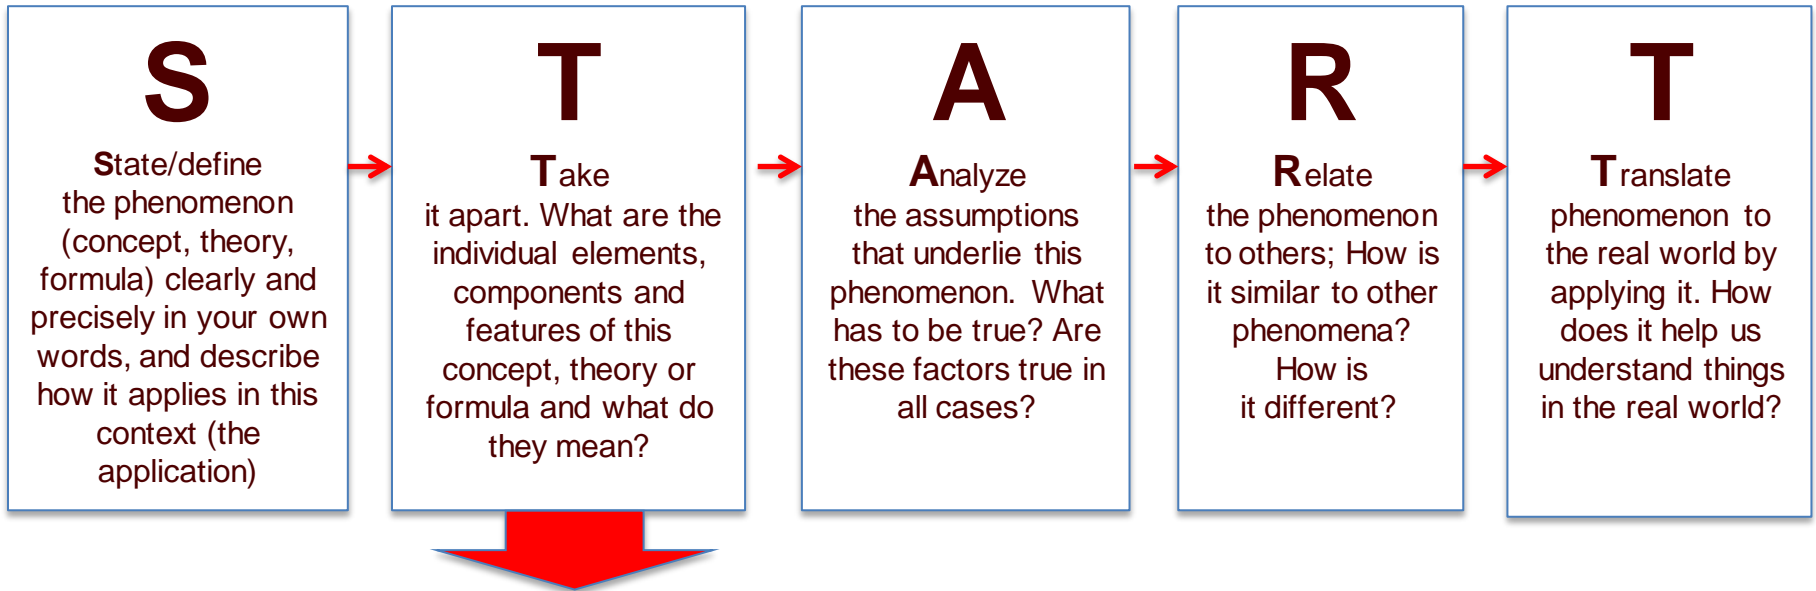 S
State/define
the phenomenon
(concept, theory,
formula) clearly and
precisely in your own
words, and describe
how it applies in this
context (the
application)
T
Take
it apart. What are the
individual elements,
components and
features of this
concept, theory or
formula and what do
they mean?
A
Analyze
the assumptions
that underlie this
phenomenon. What
has to be true? Are
these factors true in
all cases?
R
Relate
the phenomenon
to others; How is
it similar to other
phenomena?
How is
it different?
T
Translate
phenomenon to
the real world by
applying it. How
does it help us
understand things
in the real world?